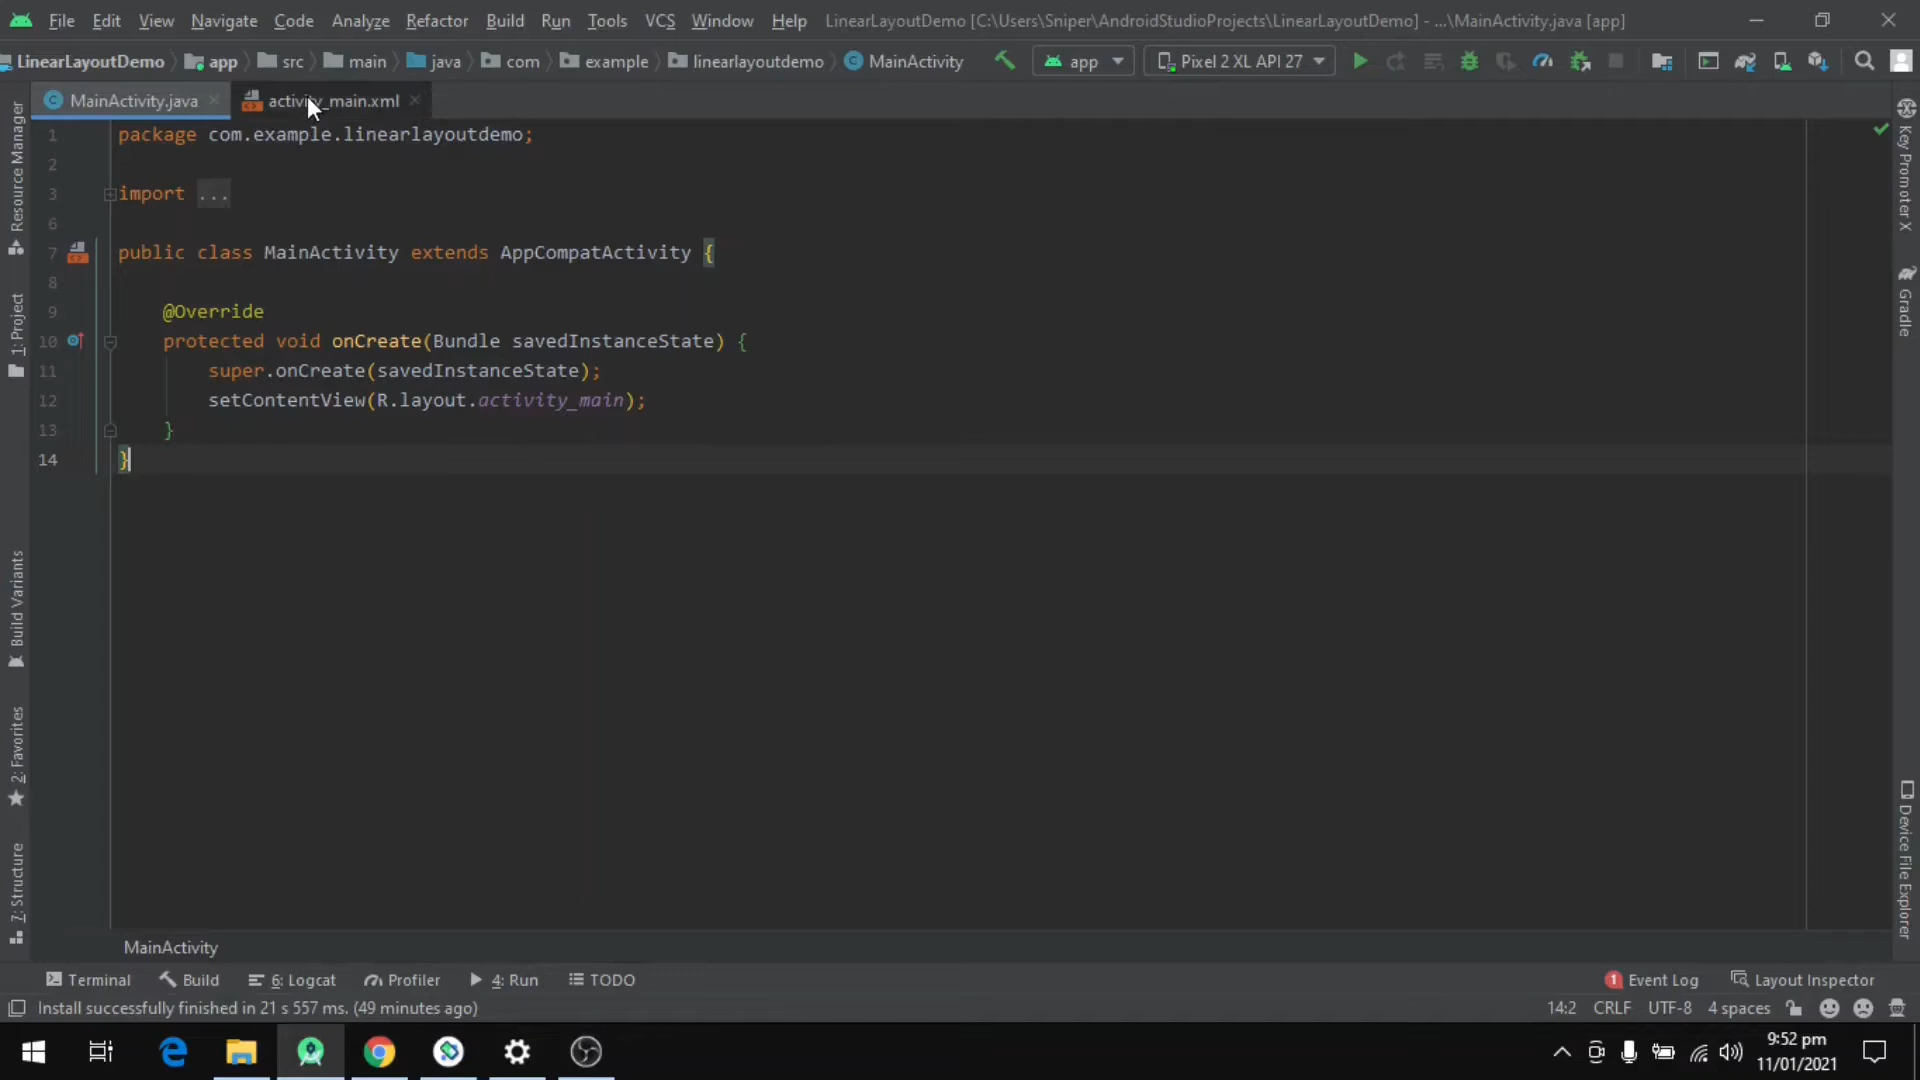 File Edit View Navigate Code Analyze Refactor Build Run Tools VCS Window Help LinearLayoutDemo [C:\Users\Sniper\AndroidStudioProjects\LinearLayoutDemo] - ...\MainActivity.java [app]
LinearLayoutDemo app src main java com example linearlayoutdemo MainActivity app Pixel 2 XL API 27
MainActivity.java activity_main.xml
1 package com.example.linearlayoutdemo;
2
3 import ...
6
7 public class MainActivity extends AppCompatActivity {
8
9 @Override
10 protected void onCreate(Bundle savedInstanceState) {
11 super.onCreate(savedInstanceState);
12 setContentView(R.layout.activity_main);
13 }
14 }
Resource Manager
1: Project
Build Variants
2: Favorites
7: Structure
Key Promoter X
Gradle
Device File Explorer
MainActivity
Terminal Build 6: Logcat Profiler 4: Run TODO 1 Event Log Layout Inspector
Install successfully finished in 21 s 557 ms. (49 minutes ago) 14:2 CRLF UTF-8 4 spaces
9:52 pm
11/01/2021